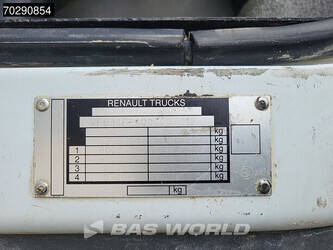 70290854
RENAULT TRUCKS
kg
kg
1 kg
2 kg
3 kg
4 kg
kg
BAS WORLD